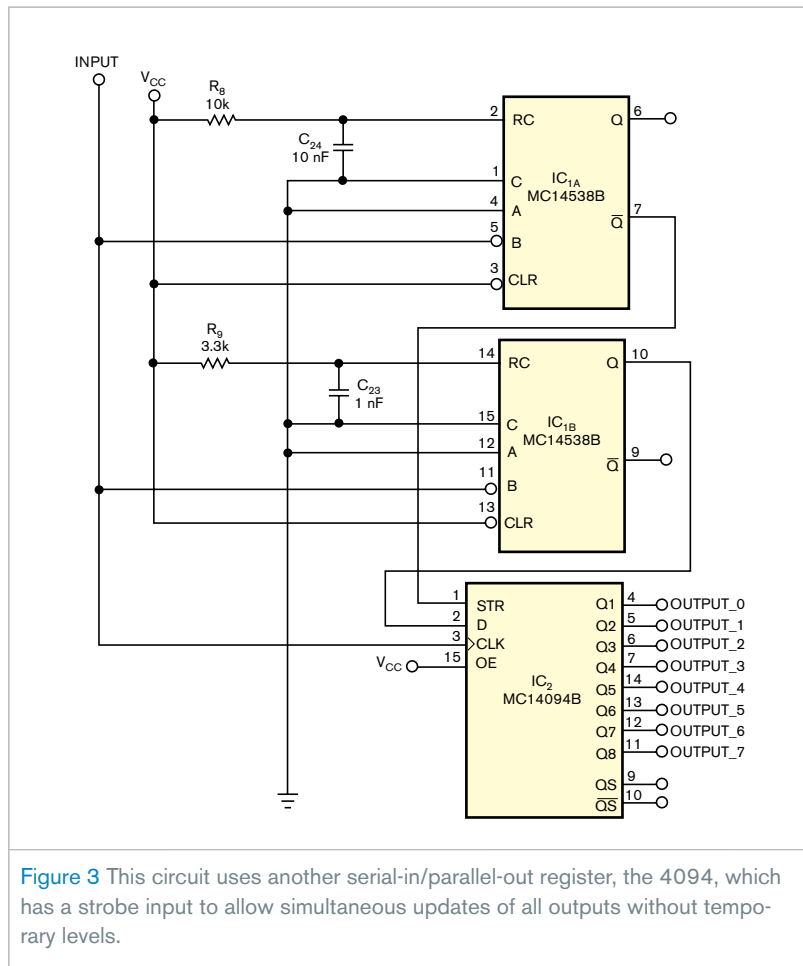 INPUT
VCC
R8
10k
C24
10 nF
2
RC
Q
6
1
C
IC1A
MC14538B
4
A
Q
7
5
B
3
CLR
R9
3.3k
C23
1 nF
14
RC
Q
10
15
C
IC1B
MC14538B
12
A
Q
9
11
B
13
CLR
1
STR
2
D
3
CLK
VCC
15
OE
IC2
MC14094B
Q1
4
OUTPUT_0
Q2
5
OUTPUT_1
Q3
6
OUTPUT_2
Q4
7
OUTPUT_3
Q5
14
OUTPUT_4
Q6
13
OUTPUT_5
Q7
12
OUTPUT_6
Q8
11
OUTPUT_7
QS
9
QS
10
Figure 3 This circuit uses another serial-in/parallel-out register, the 4094, which
has a strobe input to allow simultaneous updates of all outputs without tempo-
rary levels.